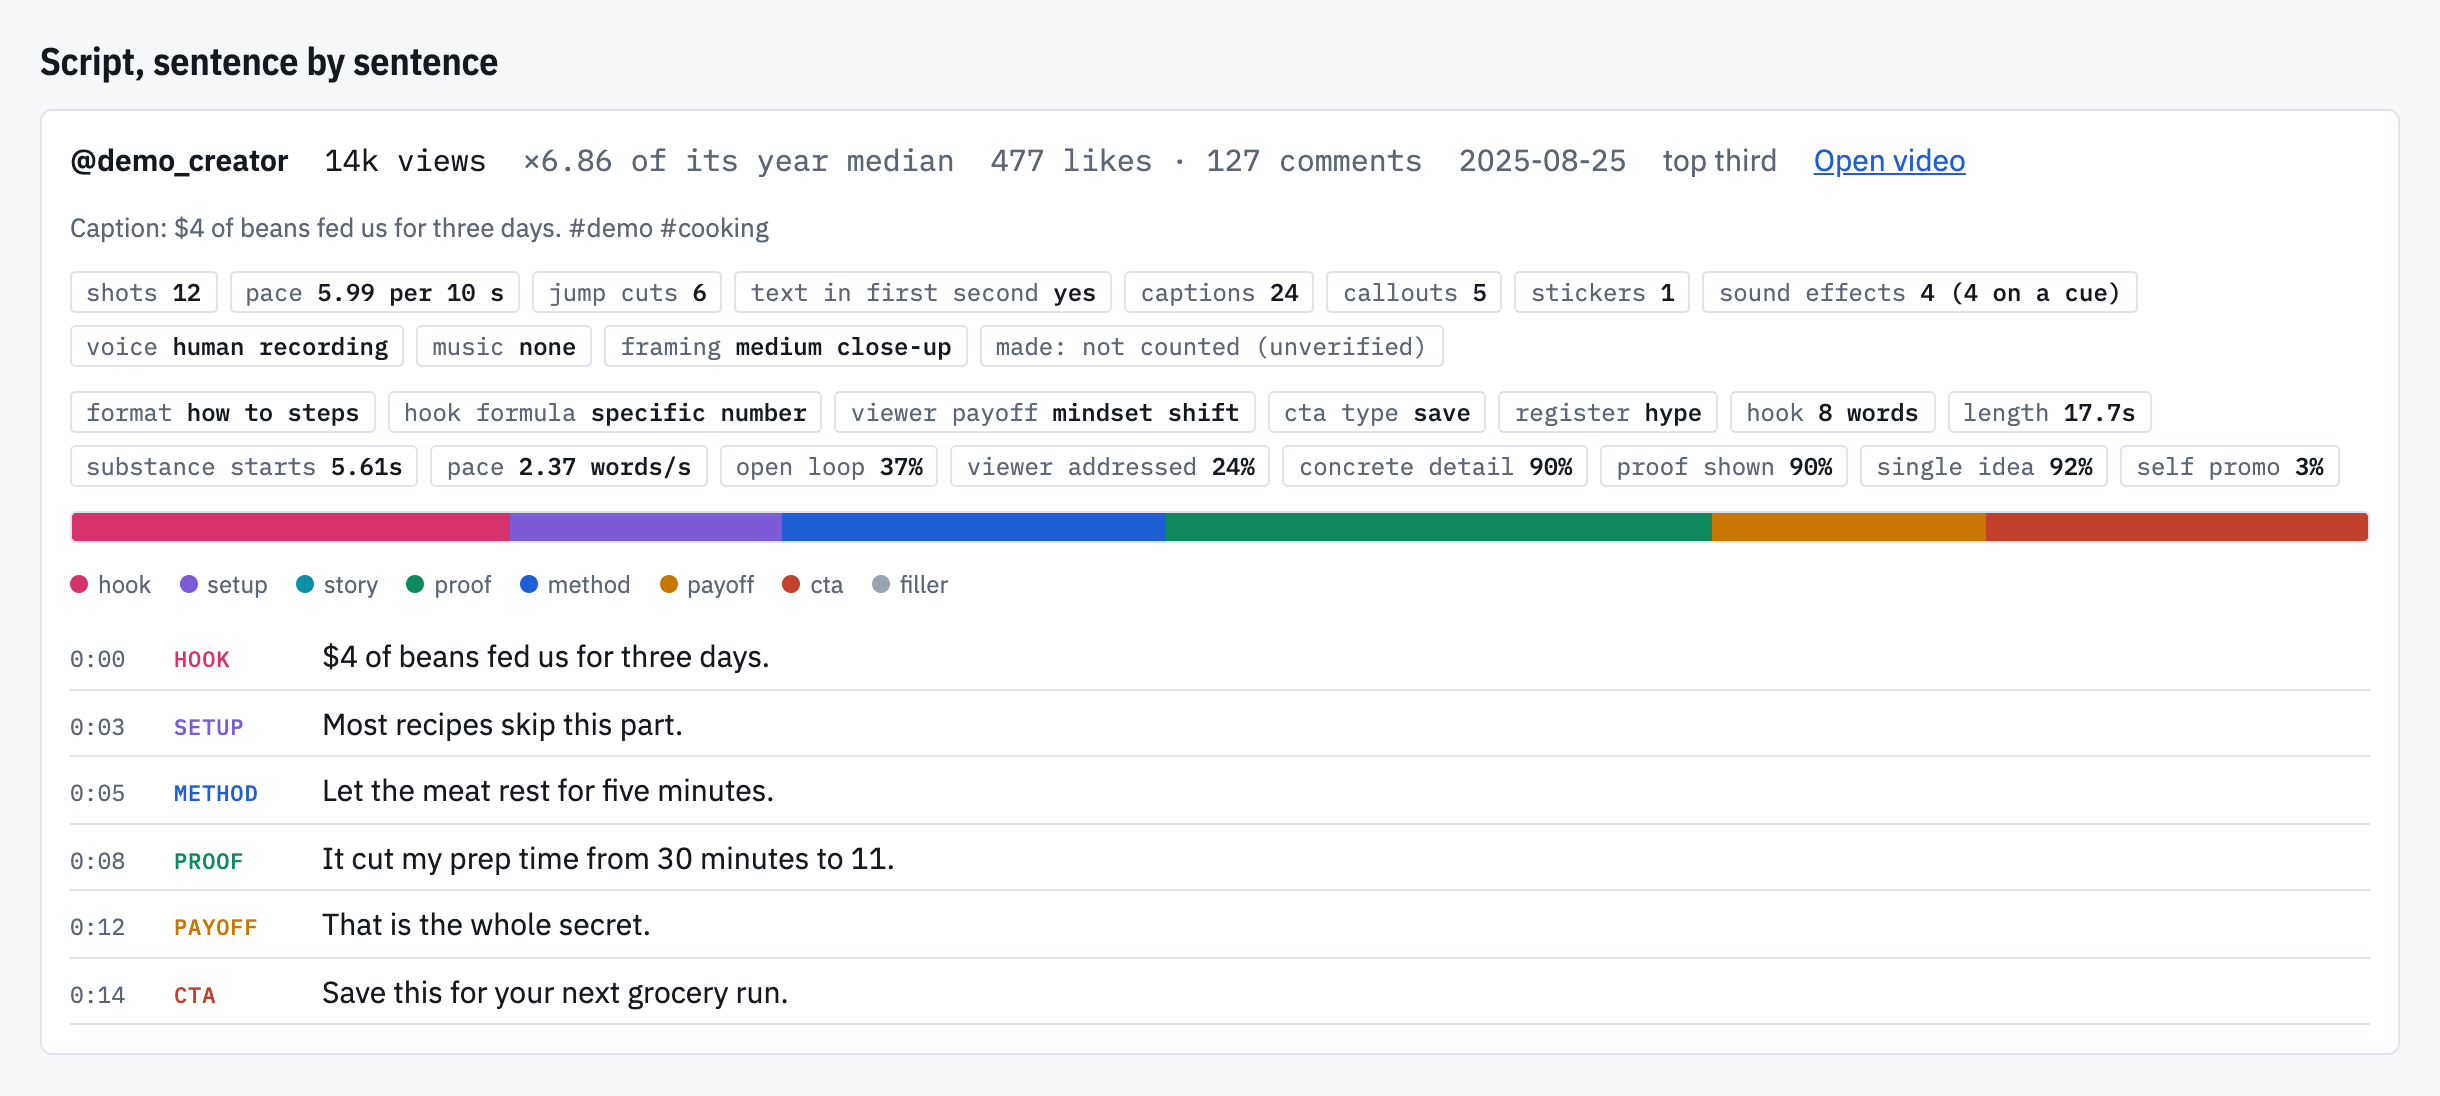 Script, sentence by sentence
@demo_creator 14k views ×6.86 of its year median 477 likes · 127 comments 2025-08-25 top third Open video
Caption: $4 of beans fed us for three days. #demo #cooking
shots 12 pace 5.99 per 10 s jump cuts 6 text in first second yes captions 24 callouts 5 stickers 1 sound effects 4 (4 on a cue)
voice human recording music none framing medium close-up made: not counted (unverified)
format how to steps hook formula specific number viewer payoff mindset shift cta type save register hype hook 8 words length 17.7s
substance starts 5.61s pace 2.37 words/s open loop 37% viewer addressed 24% concrete detail 90% proof shown 90% single idea 92% self promo 3%
hook setup story proof method payoff cta filler
0:00 HOOK $4 of beans fed us for three days.
0:03 SETUP Most recipes skip this part.
0:05 METHOD Let the meat rest for five minutes.
0:08 PROOF It cut my prep time from 30 minutes to 11.
0:12 PAYOFF That is the whole secret.
0:14 CTA Save this for your next grocery run.